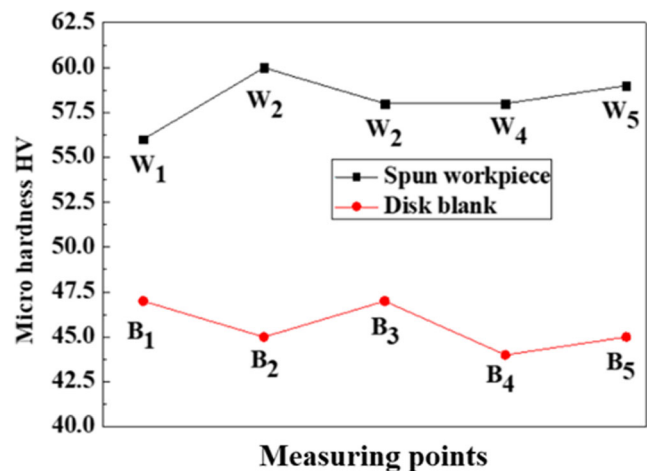 Micro hardness HV
62.5
60.0
57.5
55.0
52.5
50.0
47.5
45.0
42.5
40.0
W1
W2
W2
W4
W5
Spun workpiece
Disk blank
B1
B2
B3
B4
B5
Measuring points